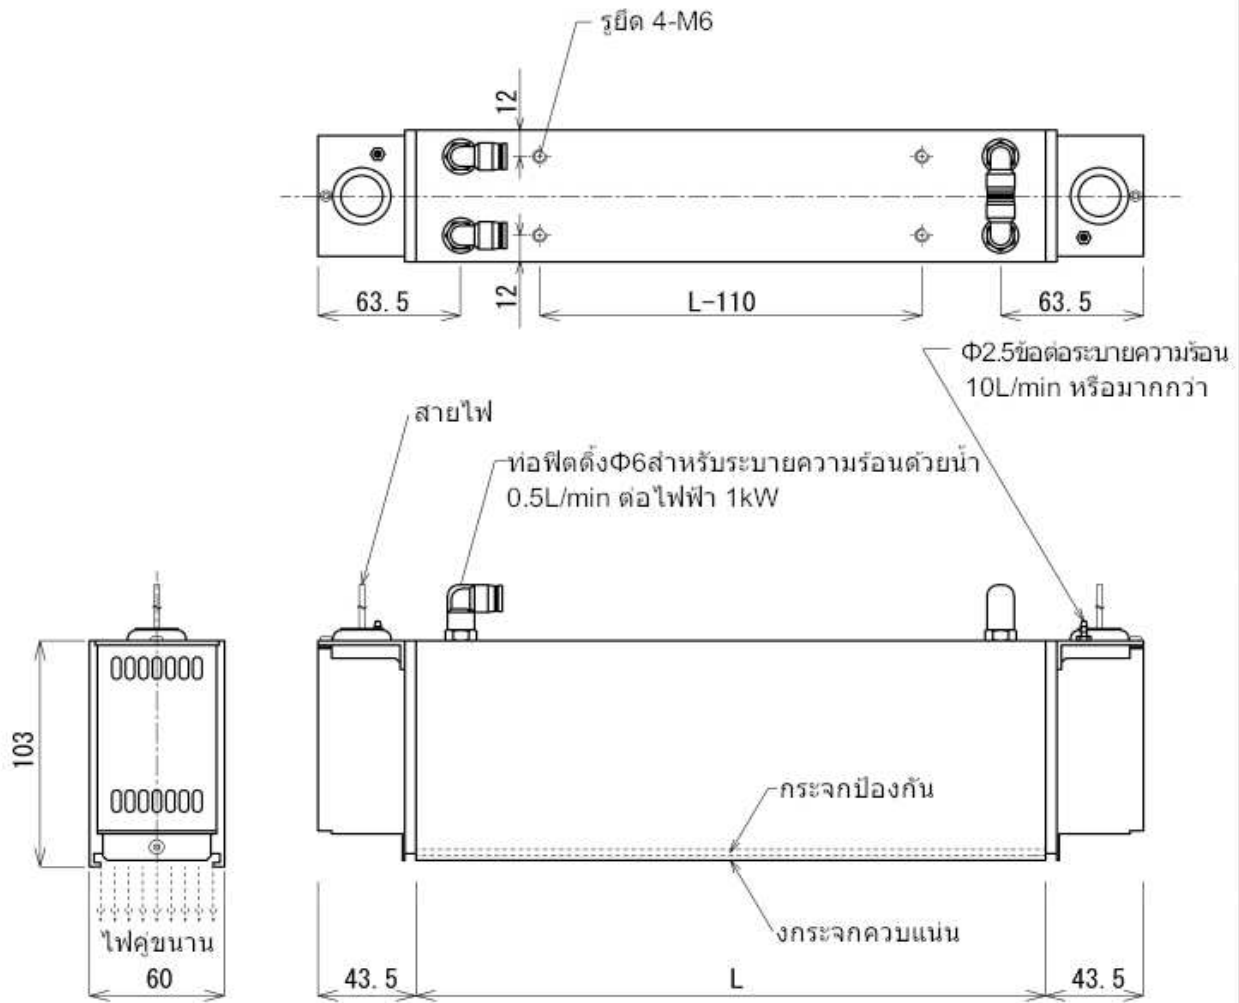 รูยึด 4-M6
12
63.5
12
L-110
63.5
Φ2.5ข้อต่อระบายความร้อน
10L/min หรือมากกว่า
สายไฟ
ท่อฟิตติ้งΦ6สำหรับระบายความร้อนด้วยน้ำ
0.5L/min ต่อไฟฟ้า 1kW
103
กระจกป้องกัน
งกระจกควบแน่น
ไฟคู่ขนาน
60
43.5
L
43.5